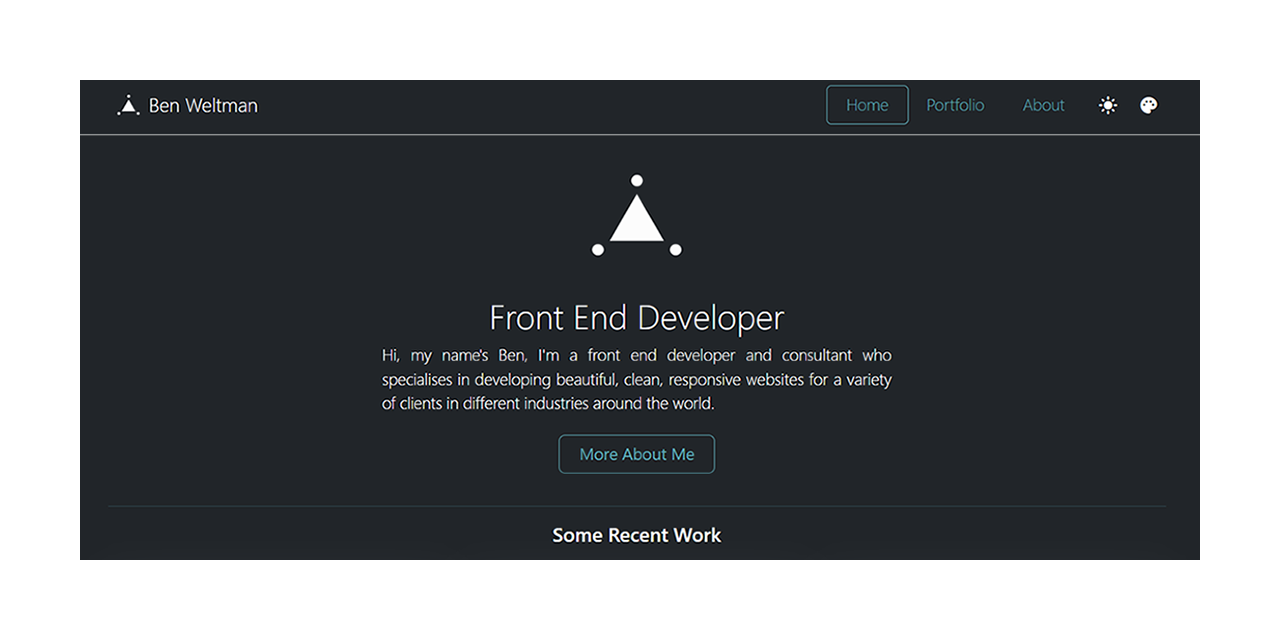 Ben Weltman
Home
Portfolio
About
Front End Developer
Hi, my name's Ben, I'm a front end developer and consultant who
specialises in developing beautiful, clean, responsive websites for a variety
of clients in different industries around the world.
More About Me
Some Recent Work